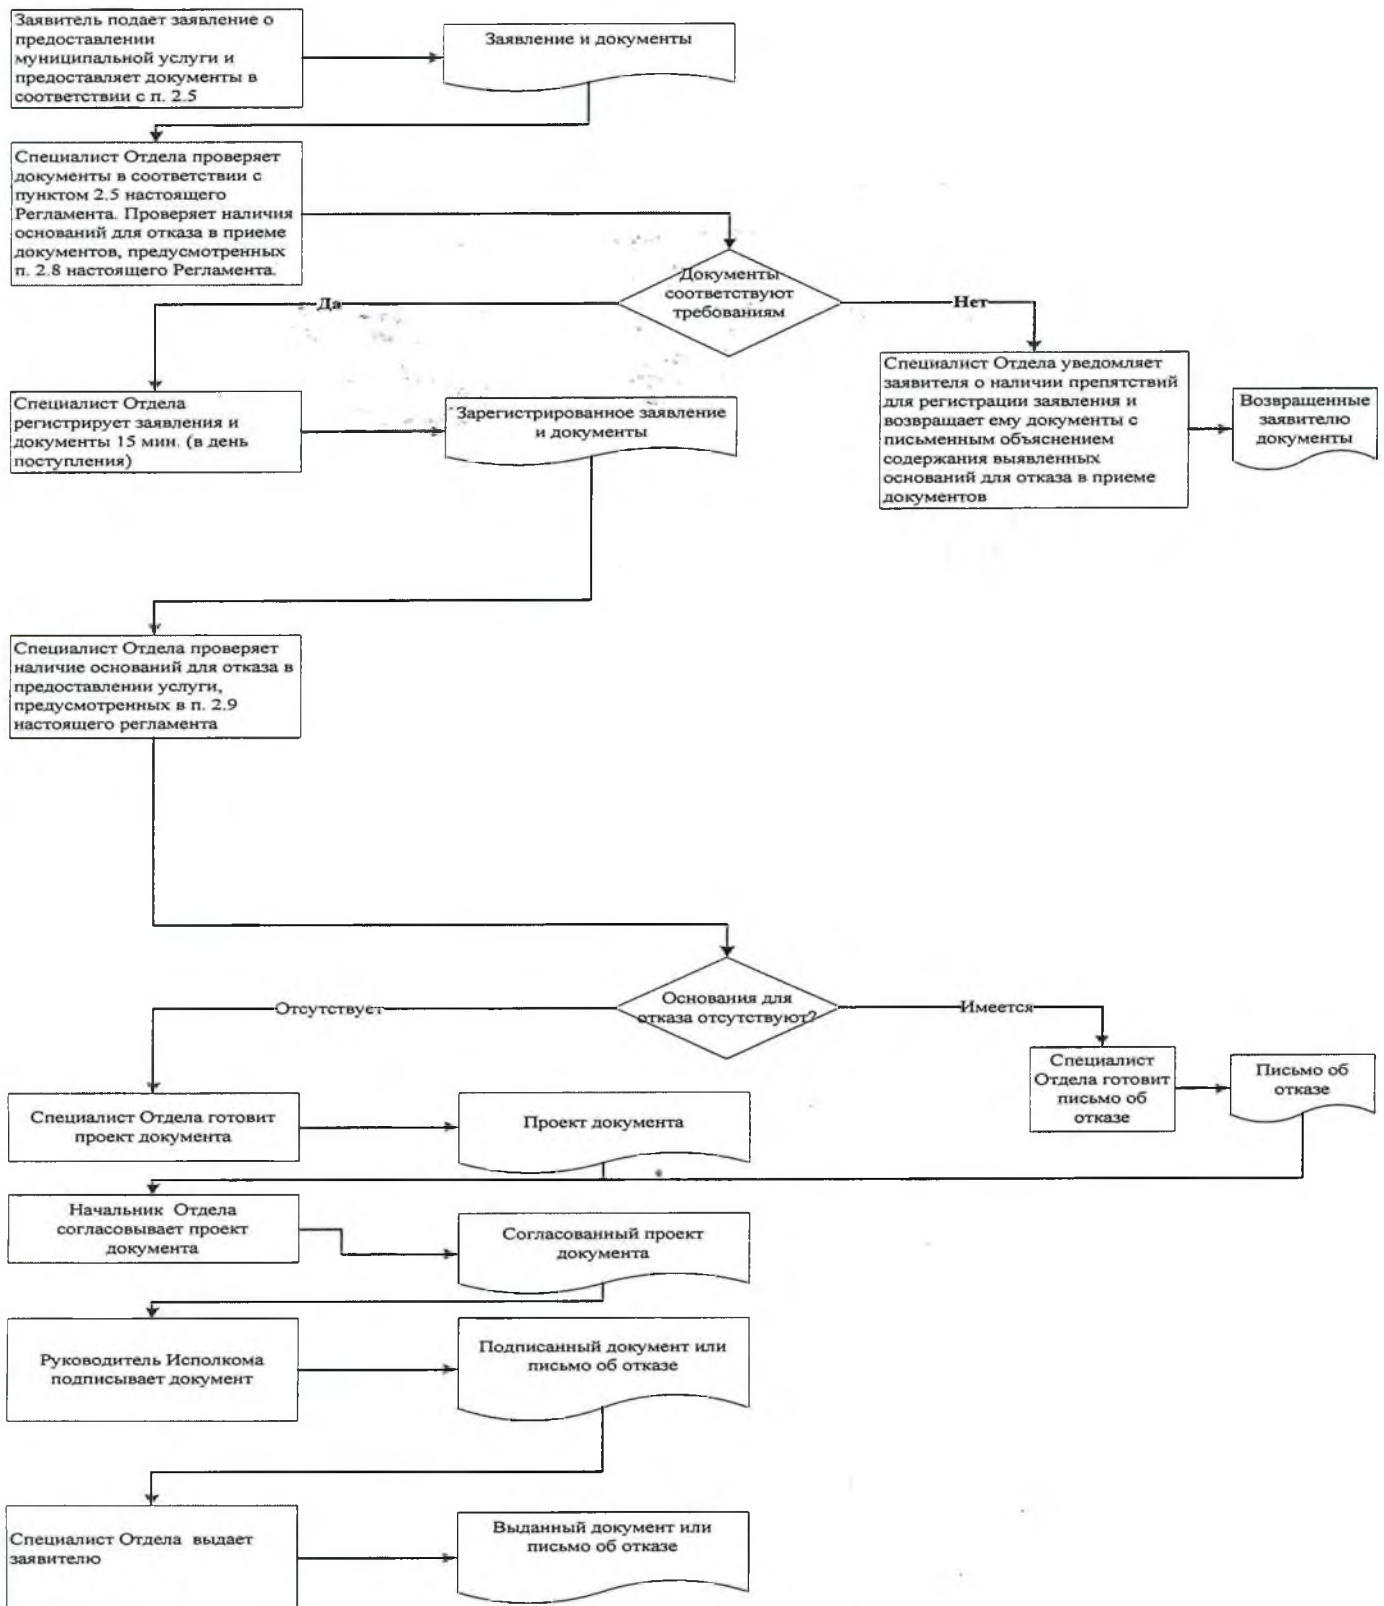 Заявитель подает заявление о
предоставлении
муниципальной услуги и
предоставляет документы в
соответствии с п. 2.5
Заявление и документы
Специалист Отдела проверяет
документы в соответствии с
пунктом 2.5 настоящего
Регламента. Проверяет наличия
оснований для отказа в приеме
документов, предусмотренных
п. 2.8 настоящего Регламента.
Документы
соответствуют
требованиям
Да
Нет
Специалист Отдела
регистрирует заявления и
документы 15 мин. (в день
поступления)
Зарегистрированное заявление
и документы
Специалист Отдела уведомляет
заявителя о наличии препятствий
для регистрации заявления и
возвращает ему документы с
письменным объяснением
содержания выявленных
оснований для отказа в приеме
документов
Возвращенные
заявителю
документы
Специалист Отдела проверяет
наличие оснований для отказа в
предоставлении услуги,
предусмотренных в п. 2.9
настоящего регламента
Основания для
отказа отсутствуют?
Отсутствует
Имеется
Специалист
Отдела готовит
письмо об
отказе
Письмо об
отказе
Специалист Отдела готовит
проект документа
Проект документа
Начальник Отдела
согласовывает проект
документа
Согласованный проект
документа
Руководитель Исполкома
подписывает документ
Подписанный документ или
письмо об отказе
Специалист Отдела выдает
заявителю
Выданный документ или
письмо об отказе